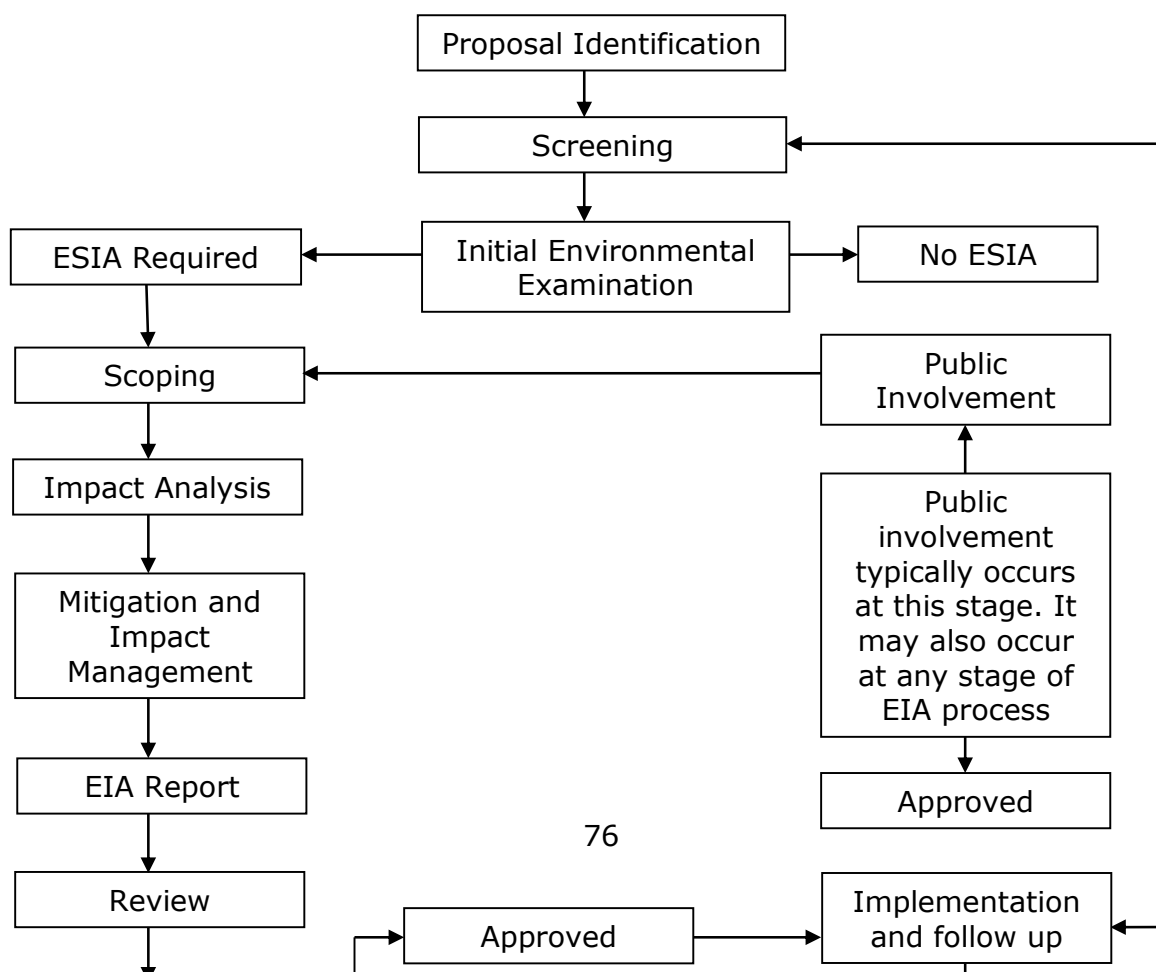 Proposal Identification
Screening
Initial Environmental
Examination
ESIA Required
No ESIA
Scoping
Public
Involvement
Impact Analysis
Public
involvement
typically occurs
at this stage. It
may also occur
at any stage of
EIA process
Mitigation and
Impact
Management
EIA Report
Approved
76
Review
Approved
Implementation
and follow up